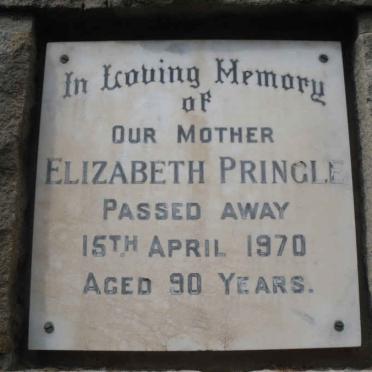 In Loving Memory
of
Our Mother
Elizabeth Pringle
Passed away
15th April 1970
Aged 90 Years.